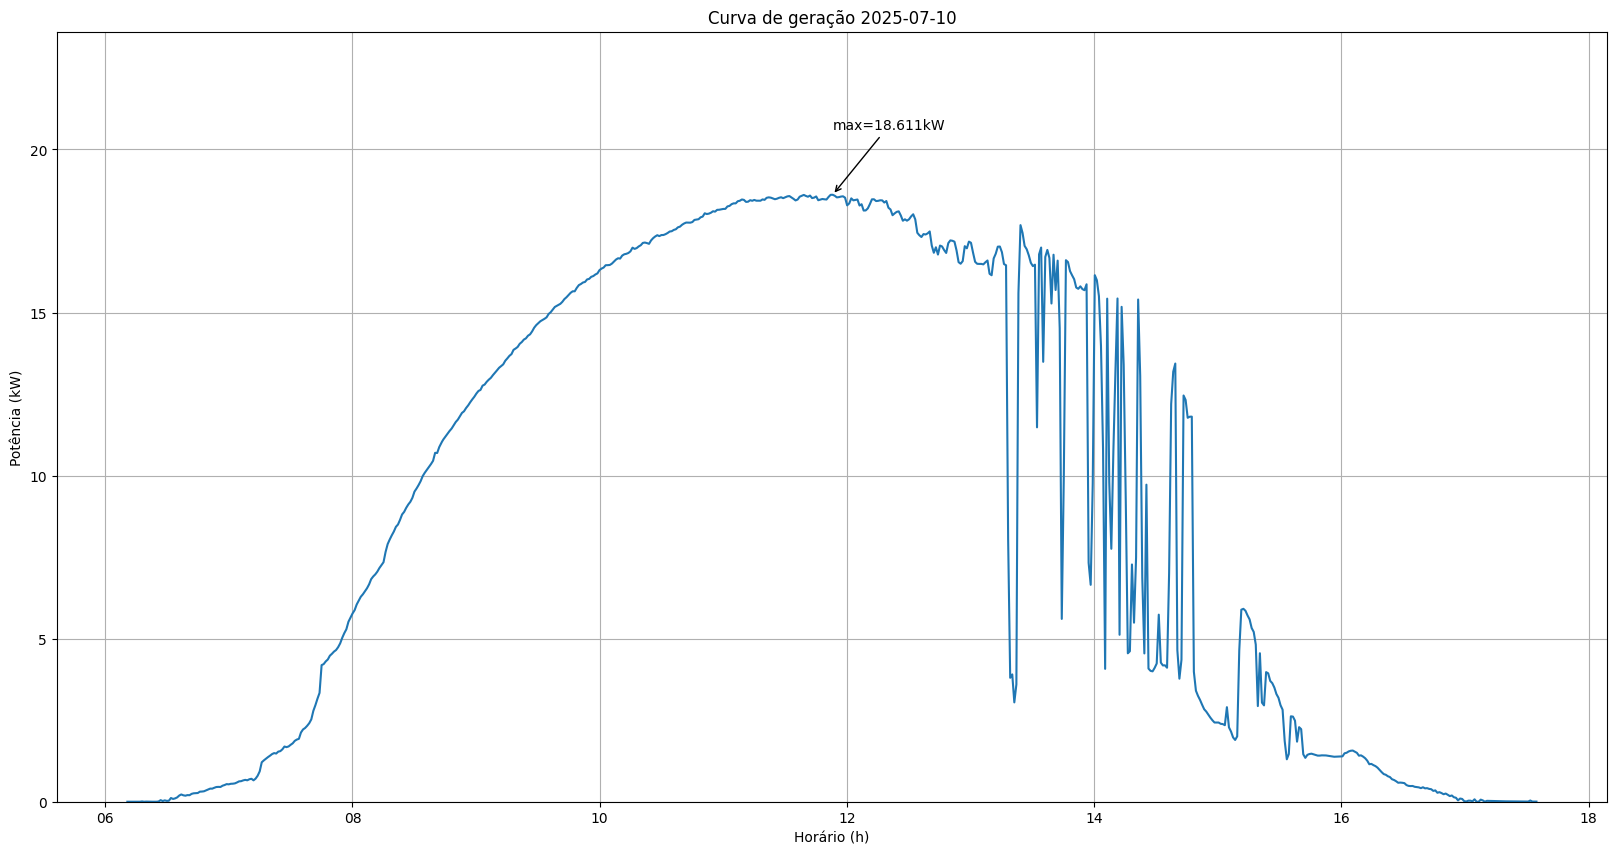 Curva de geração 2025-07-10
max=18.611kW
20
15
10
5
0
Potência (kW)
06 08 10 12 14 16 18
Horário (h)